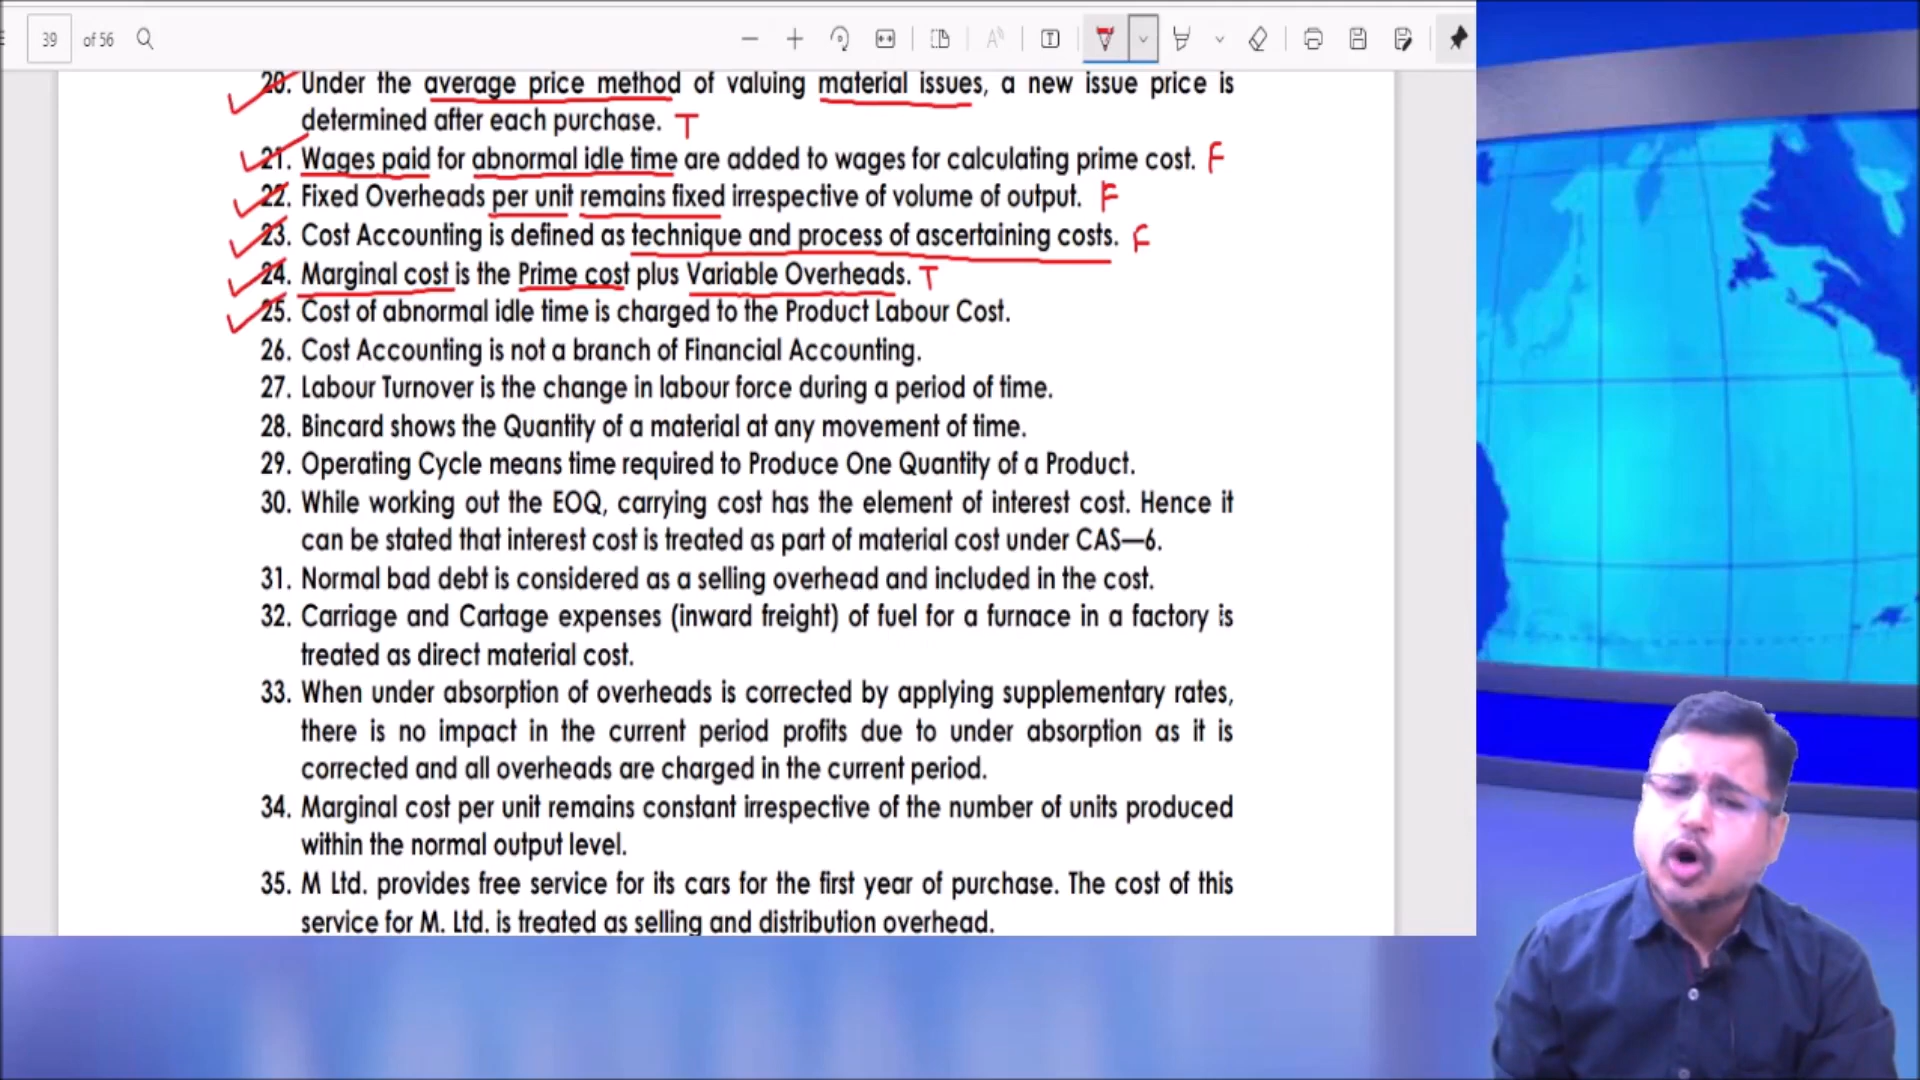 39 of 56
20. Under the average price method of valuing material issues, a new issue price is
determined after each purchase. T
21. Wages paid for abnormal idle time are added to wages for calculating prime cost. F
22. Fixed Overheads per unit remains fixed irrespective of volume of output. F
23. Cost Accounting is defined as technique and process of ascertaining costs. F
24. Marginal cost is the Prime cost plus Variable Overheads. T
25. Cost of abnormal idle time is charged to the Product Labour Cost.
26. Cost Accounting is not a branch of Financial Accounting.
27. Labour Turnover is the change in labour force during a period of time.
28. Bincard shows the Quantity of a material at any movement of time.
29. Operating Cycle means time required to Produce One Quantity of a Product.
30. While working out the EOQ, carrying cost has the element of interest cost. Hence it
can be stated that interest cost is treated as part of material cost under CAS—6.
31. Normal bad debt is considered as a selling overhead and included in the cost.
32. Carriage and Cartage expenses (inward freight) of fuel for a furnace in a factory is
treated as direct material cost.
33. When under absorption of overheads is corrected by applying supplementary rates,
there is no impact in the current period profits due to under absorption as it is
corrected and all overheads are charged in the current period.
34. Marginal cost per unit remains constant irrespective of the number of units produced
within the normal output level.
35. M Ltd. provides free service for its cars for the first year of purchase. The cost of this
service for M. Ltd. is treated as selling and distribution overhead.